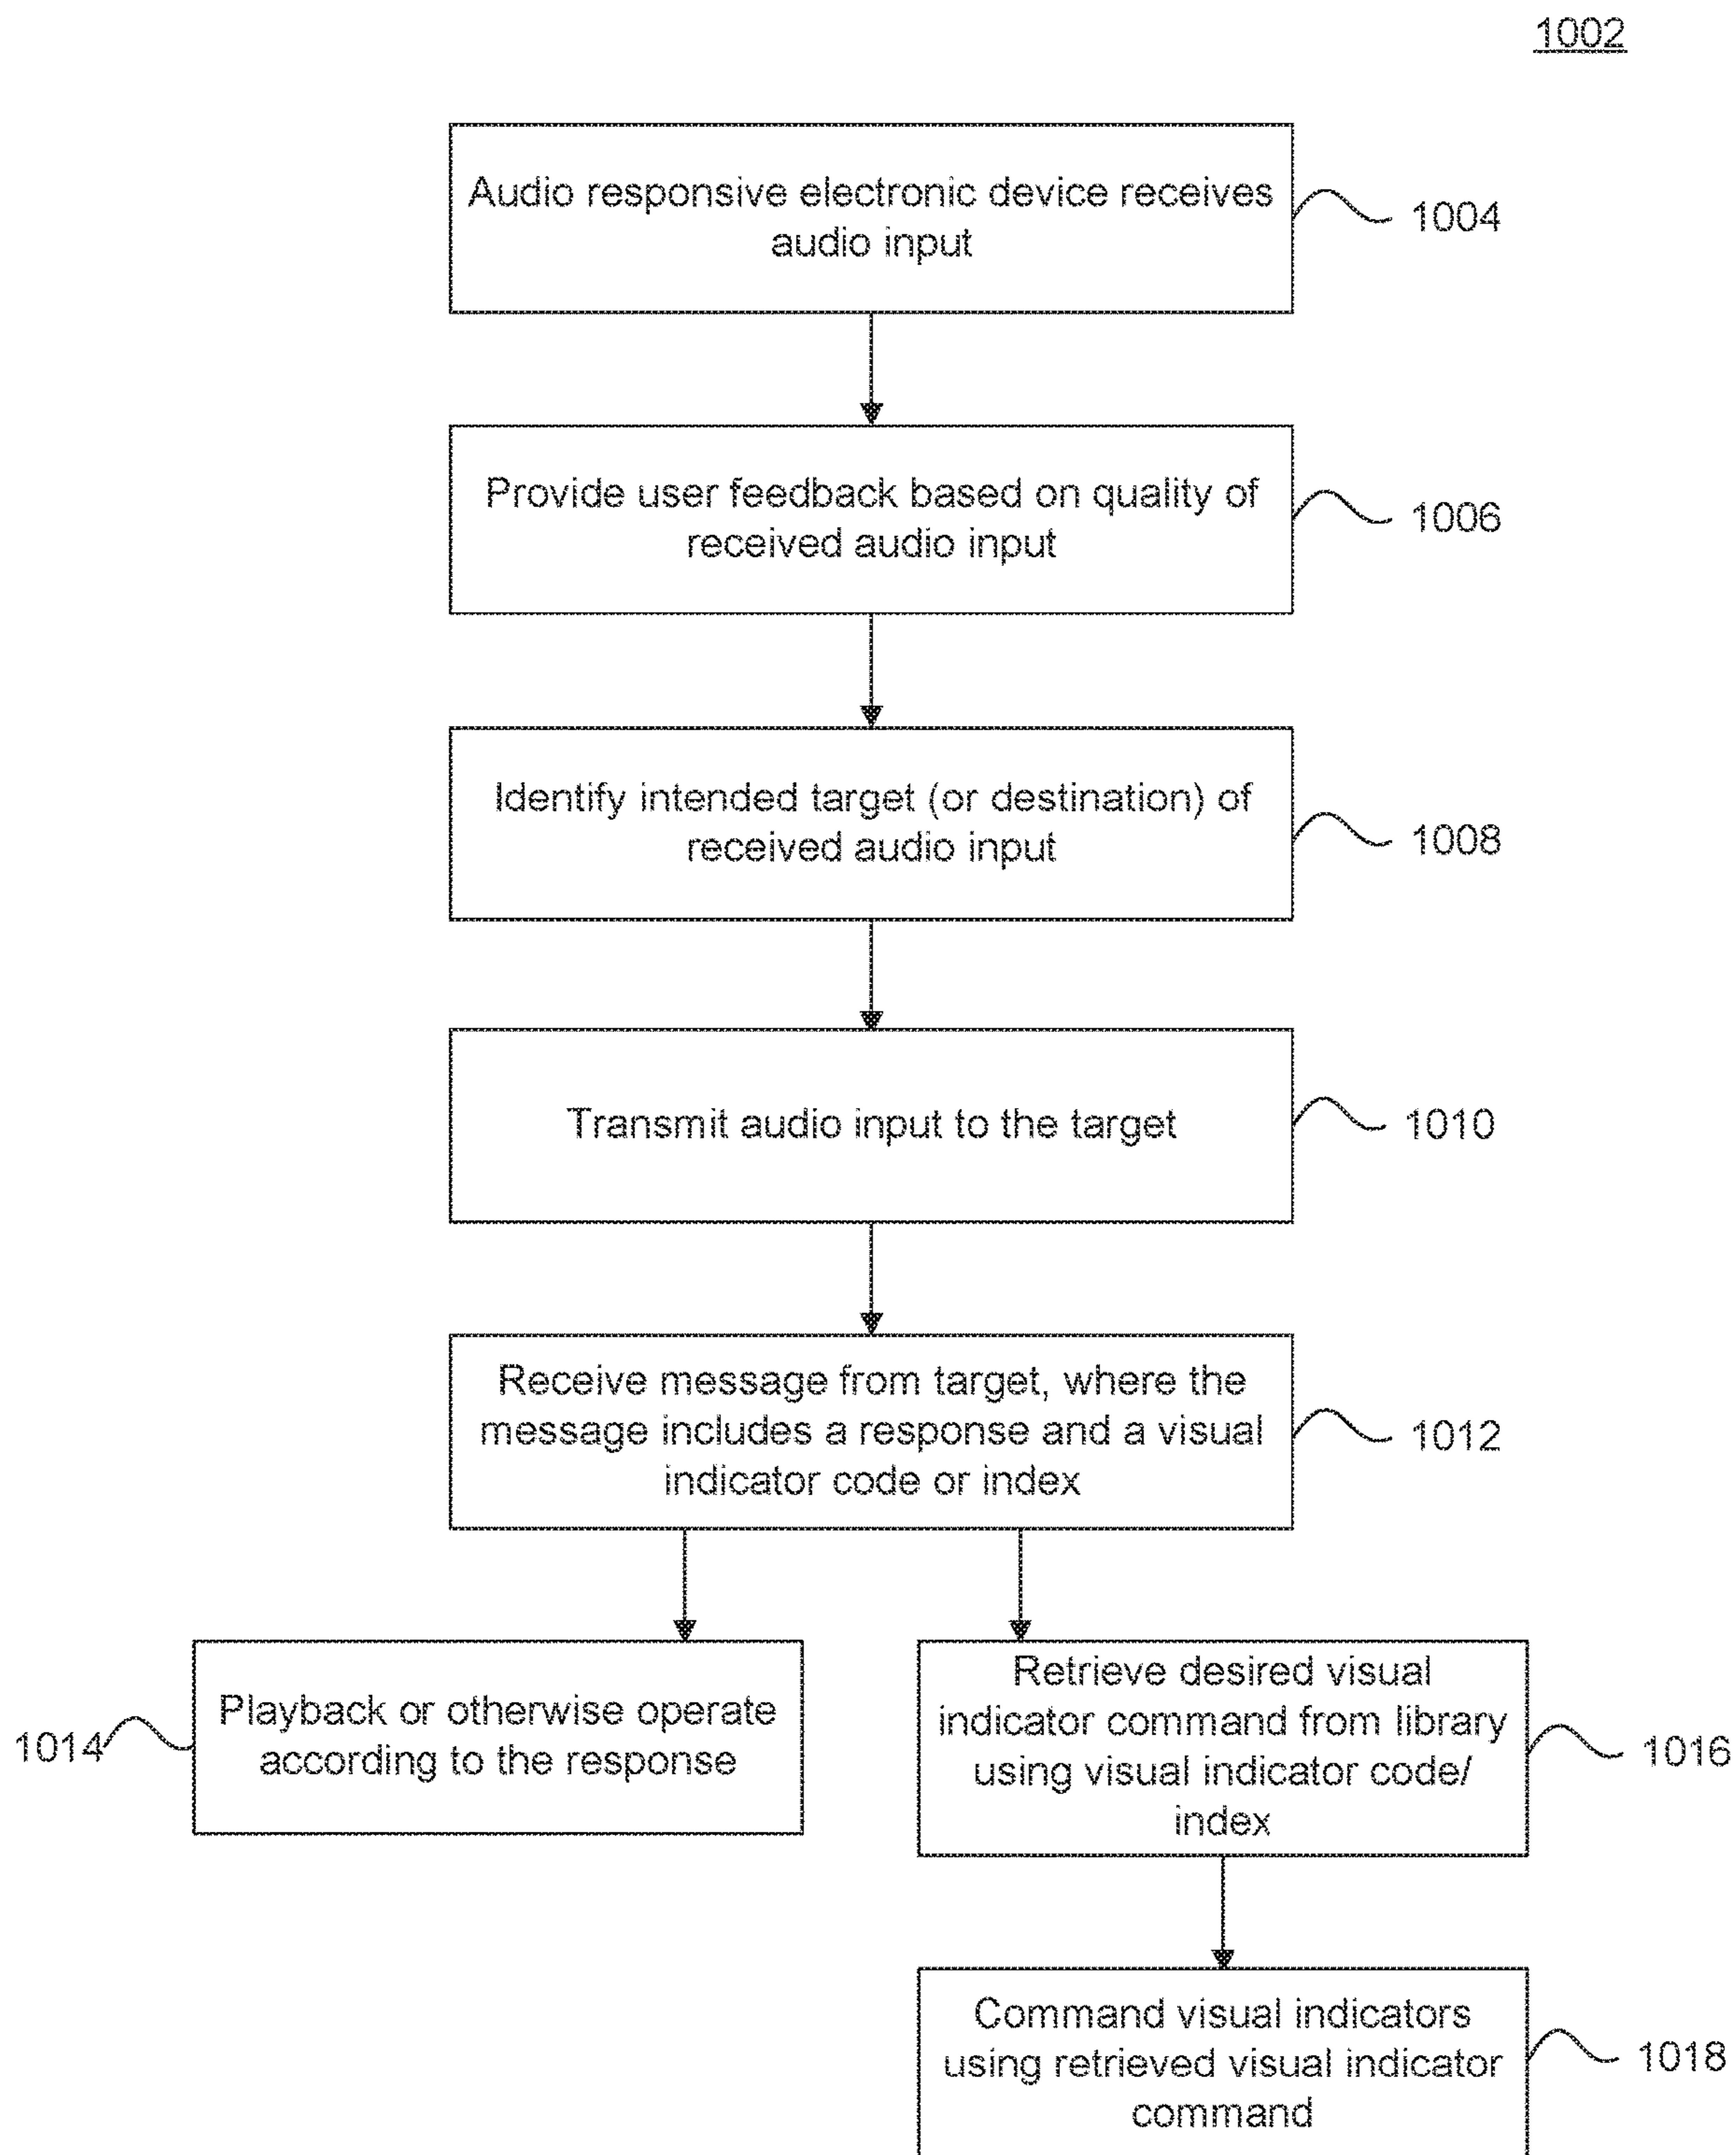 1002
Audio responsive electronic device receives
audio input
1004
Provide user feedback based on quality of
received audio input
1006
Identify intended target (or destination) of
received audio input
1008
Transmit audio input to the target
1010
Receive message from target, where the
message includes a response and a visual
indicator code or index
1012
Playback or otherwise operate
according to the response
1014
Retrieve desired visual
indicator command from library
using visual indicator code/
index
1016
Command visual indicators
using retrieved visual indicator
command
1018